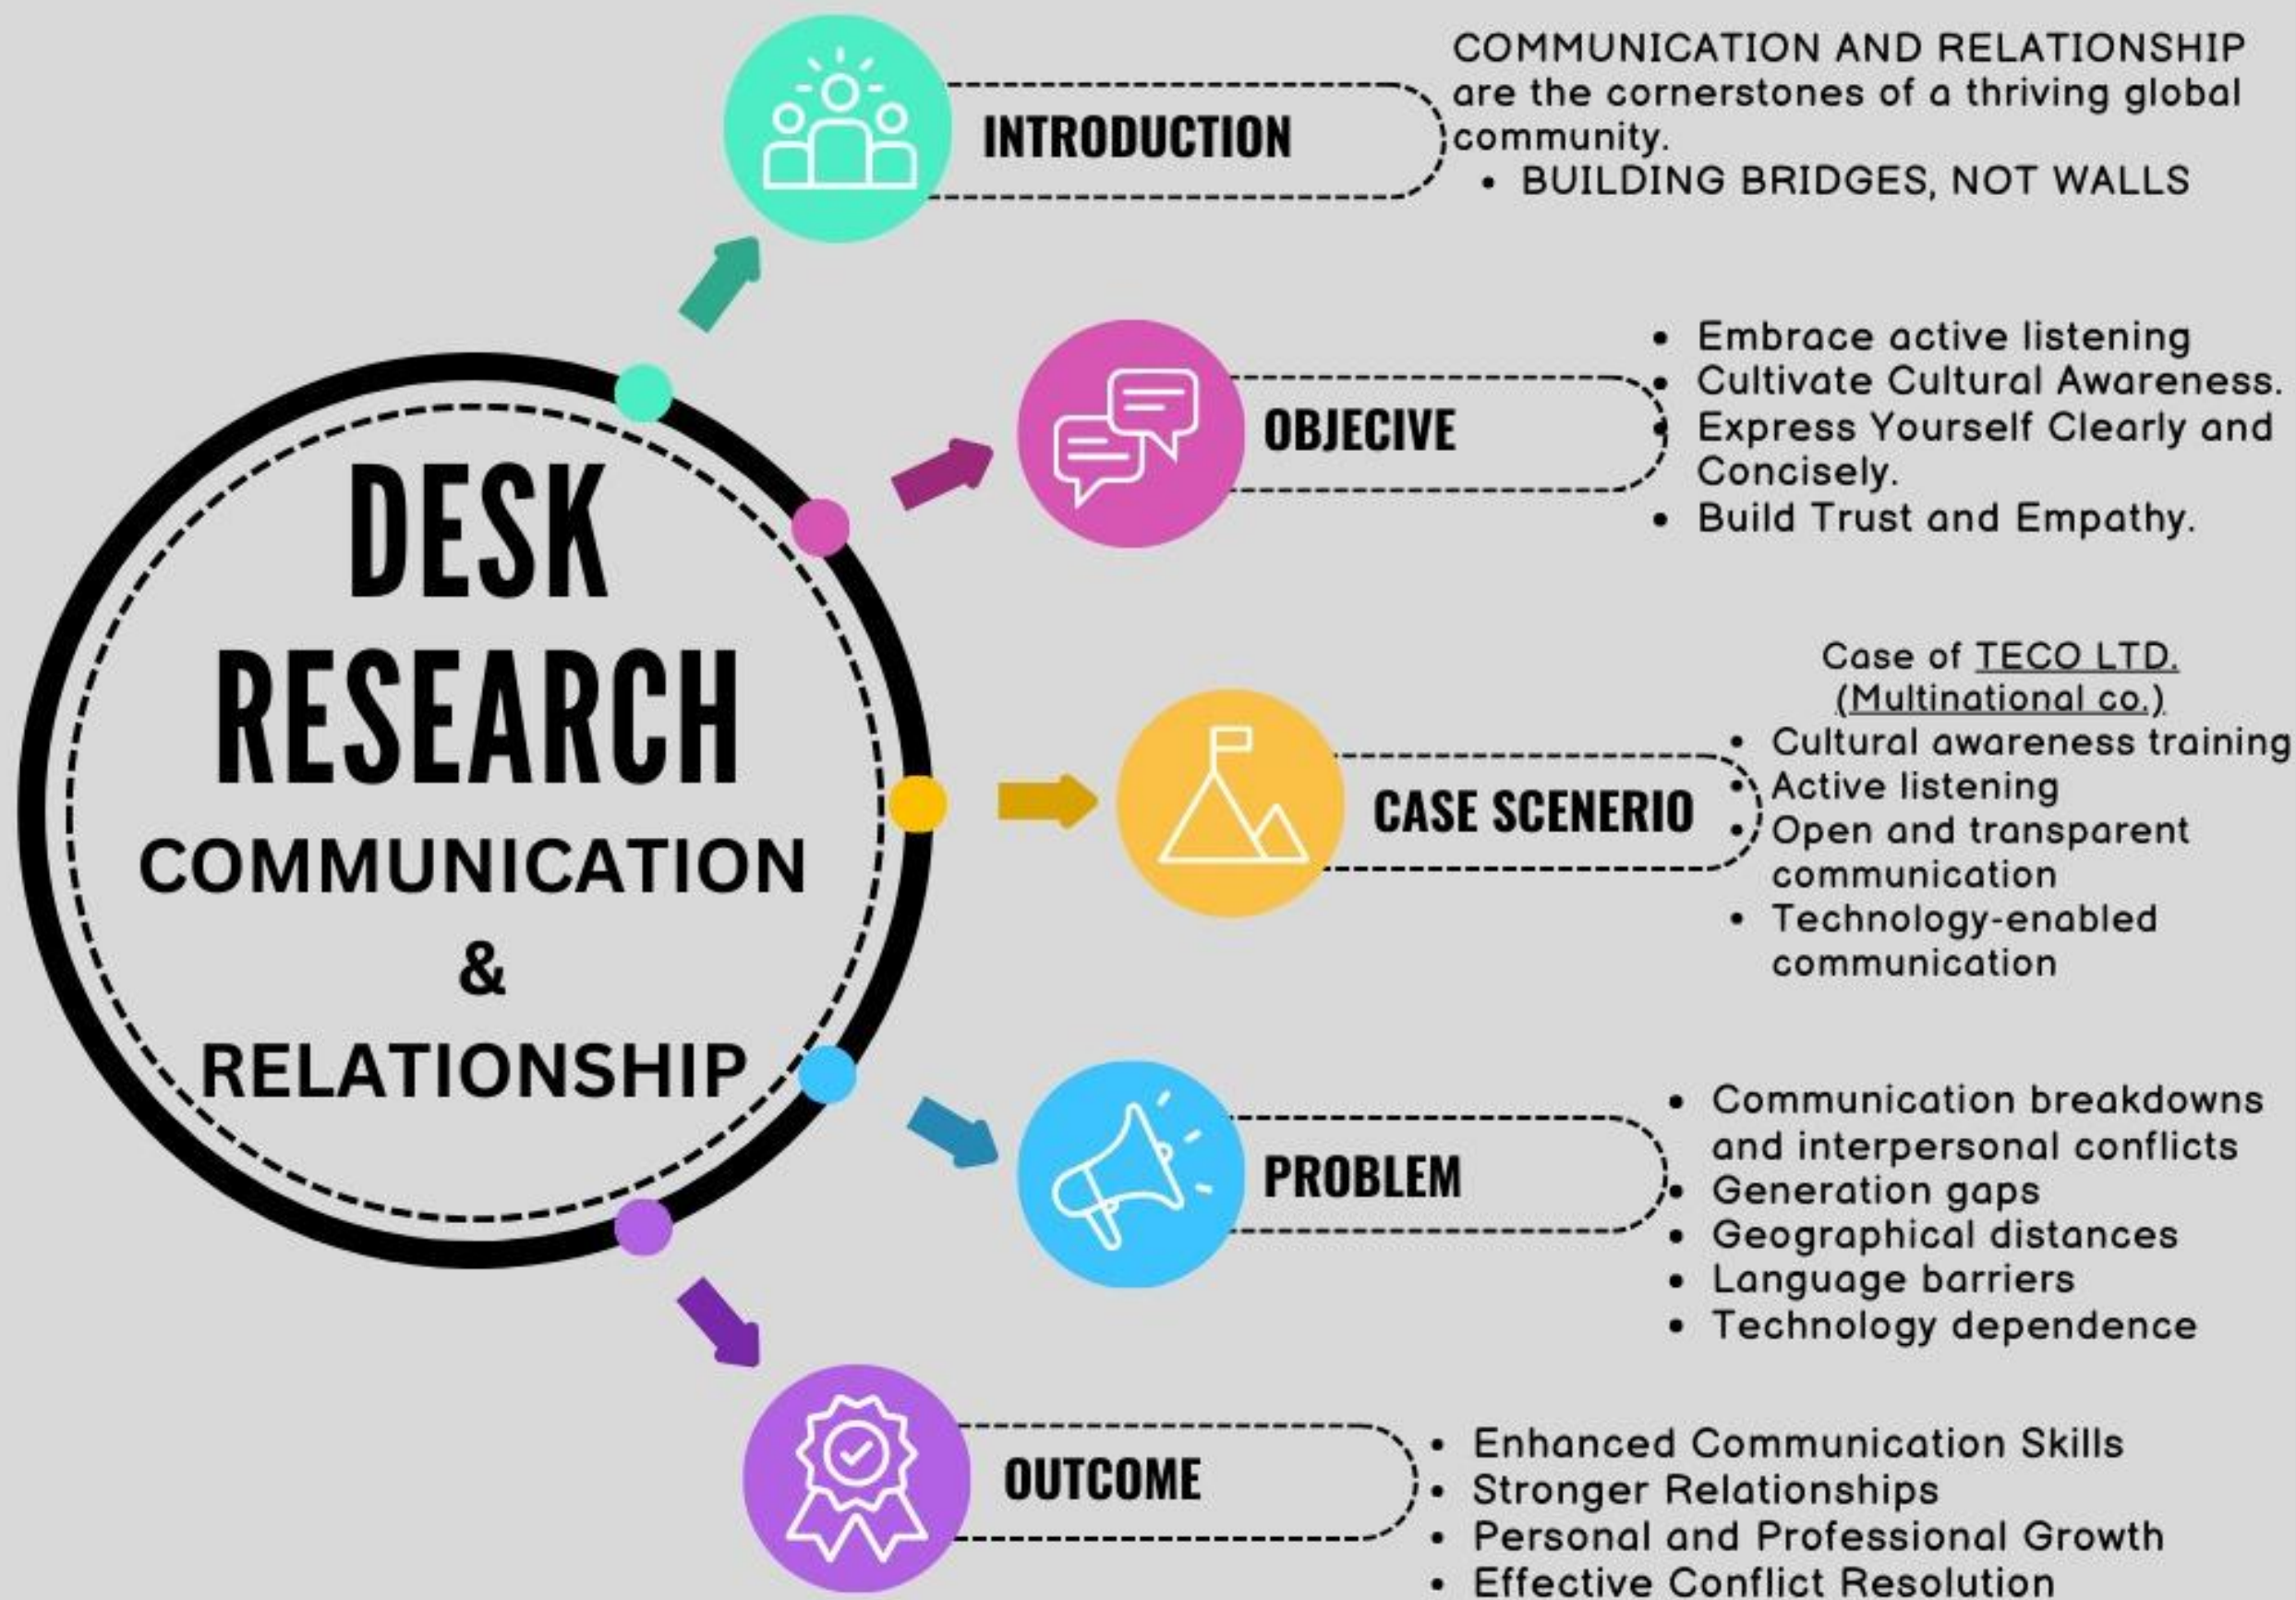 DESK
RESEARCH
COMMUNICATION
&
RELATIONSHIP
INTRODUCTION
COMMUNICATION AND RELATIONSHIP
are the cornerstones of a thriving global
community.
• BUILDING BRIDGES, NOT WALLS
OBJECIVE
• Embrace active listening
• Cultivate Cultural Awareness.
• Express Yourself Clearly and
Concisely.
• Build Trust and Empathy.
CASE SCENERIO
Case of TECO LTD.
(Multinational co.)
• Cultural awareness training
• Active listening
• Open and transparent
communication
• Technology-enabled
communication
PROBLEM
• Communication breakdowns
and interpersonal conflicts
• Generation gaps
• Geographical distances
• Language barriers
• Technology dependence
OUTCOME
• Enhanced Communication Skills
• Stronger Relationships
• Personal and Professional Growth
• Effective Conflict Resolution